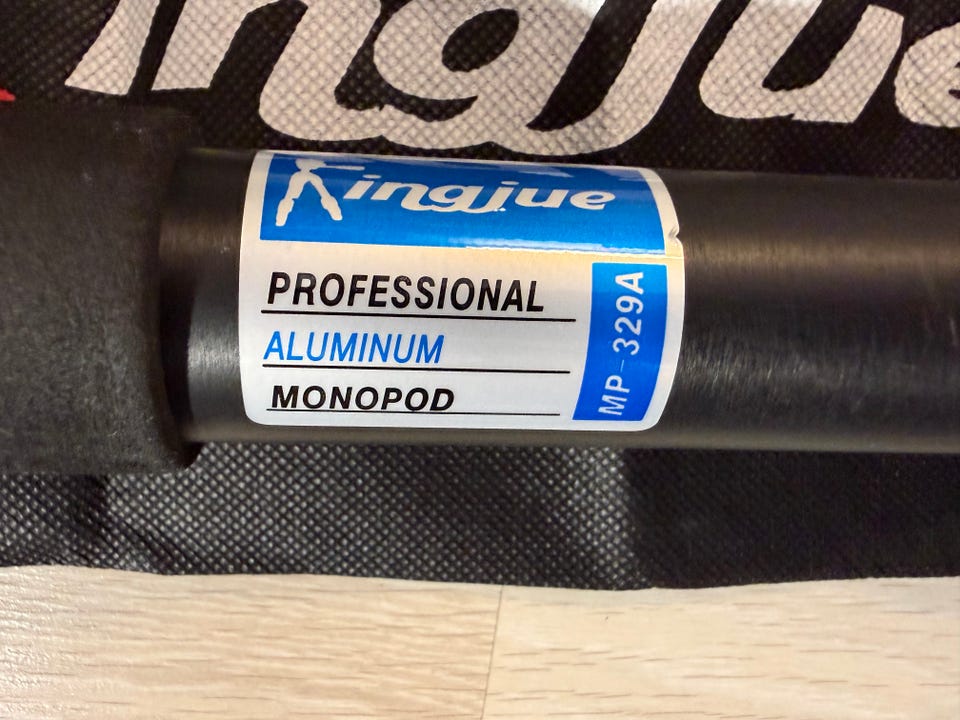 ingjue
Kingjue
PROFESSIONAL
ALUMINUM
MONOPOD
MP-329A